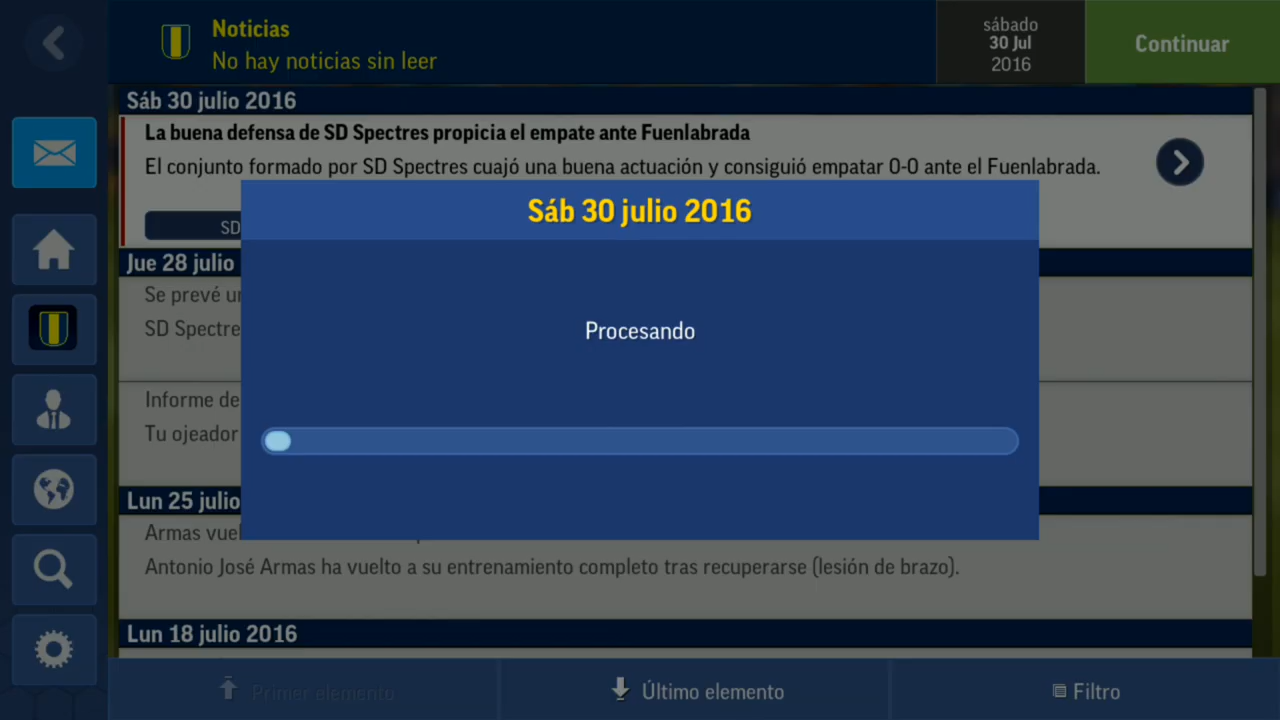 Noticias
No hay noticias sin leer
sábado
30 Jul
2016
Continuar
Sáb 30 julio 2016
La buena defensa de SD Spectres propicia el empate ante Fuenlabrada
El conjunto formado por SD Spectres cuajó una buena actuación y consiguió empatar 0-0 ante el Fuenlabrada.
SD
Sáb 30 julio 2016
Jue 28 julio
Se prevé
SD Spectre
Procesando
Informe de
Tu ojeador
Lun 25 julio
Armas
Antonio José Armas ha vuelto a su entrenamiento completo tras recuperarse (lesión de brazo).
Lun 18 julio 2016
Primer elemento
Último elemento
Filtro